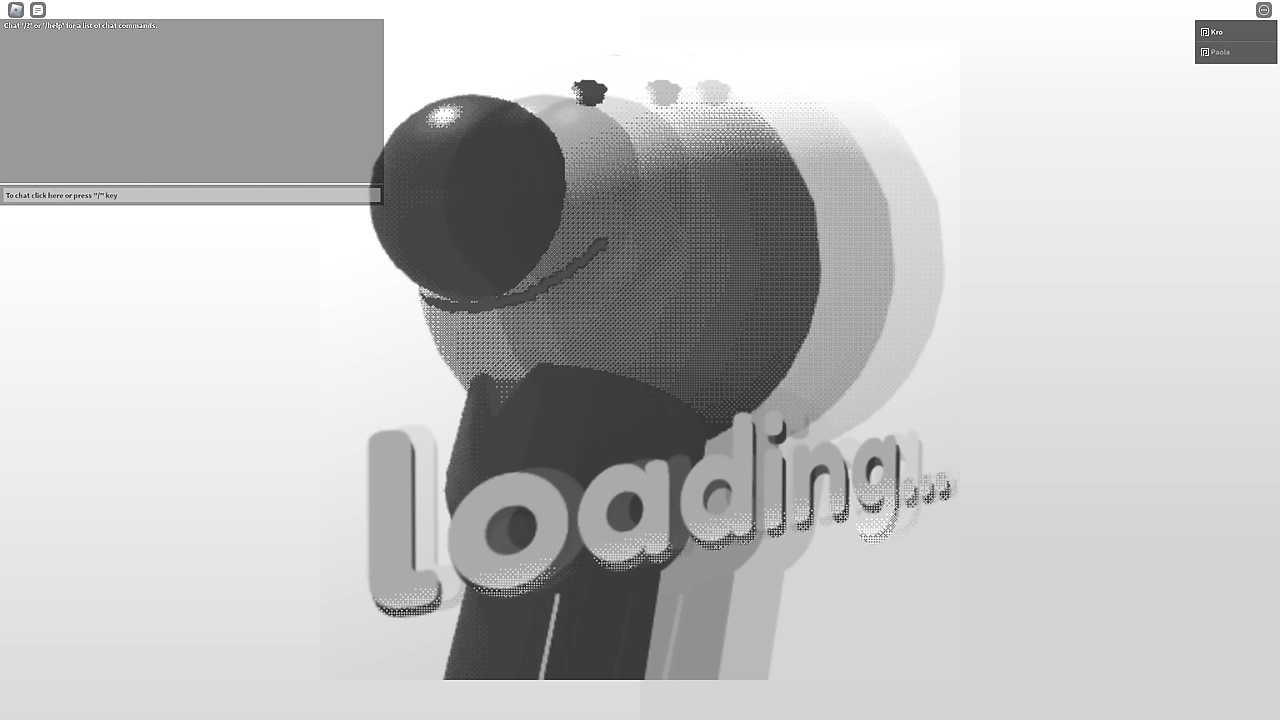 Chat '/?' or '/help' for a list of chat commands.
Kro
Paola
To chat click here or press "/" key
Loading...